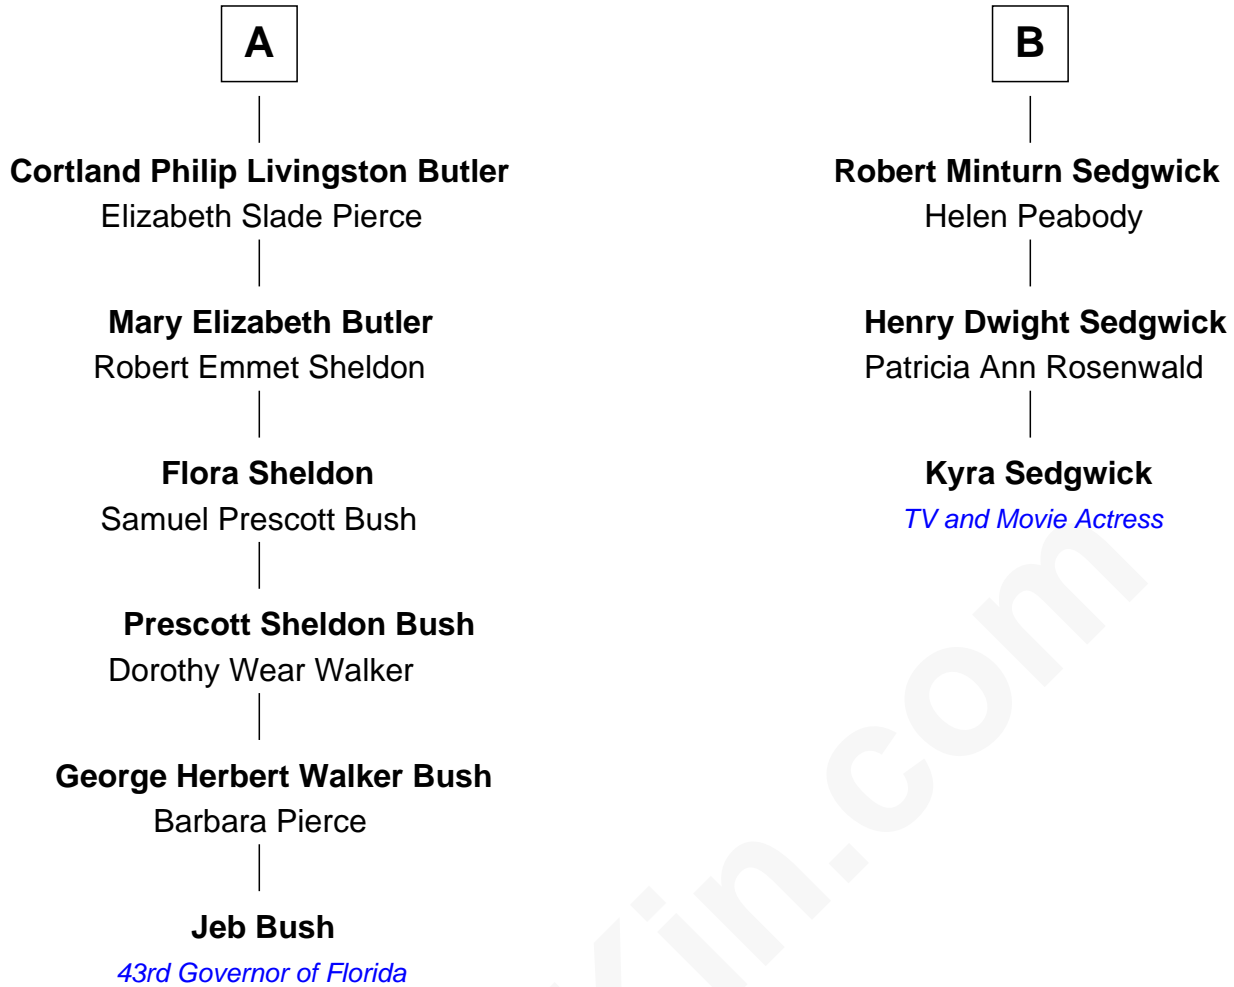 A
Cortland Philip Livingston Butler
Elizabeth Slade Pierce
Mary Elizabeth Butler
Robert Emmet Sheldon
Flora Sheldon
Samuel Prescott Bush
Prescott Sheldon Bush
Dorothy Wear Walker
George Herbert Walker Bush
Barbara Pierce
Jeb Bush
43rd Governor of Florida
B
Robert Minturn Sedgwick
Helen Peabody
Henry Dwight Sedgwick
Patricia Ann Rosenwald
Kyra Sedgwick
TV and Movie Actress
Kin.com